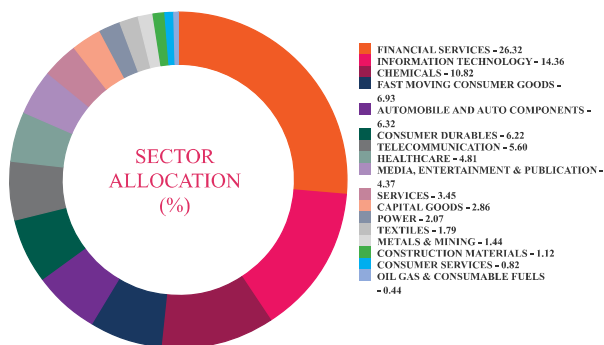 SECTOR
ALLOCATION
(%)
FINANCIAL SERVICES - 26.32
INFORMATION TECHNOLOGY - 14.36
CHEMICALS - 10.82
FAST MOVING CONSUMER GOODS -
6.93
AUTOMOBILE AND AUTO COMPONENTS -
6.32
CONSUMER DURABLES - 6.22
TELECOMMUNICATION - 5.60
HEALTHCARE - 4.81
MEDIA, ENTERTAINMENT & PUBLICATION -
4.37
SERVICES - 3.45
CAPITAL GOODS - 2.86
POWER - 2.07
TEXTILES - 1.79
METALS & MINING - 1.44
CONSTRUCTION MATERIALS - 1.12
CONSUMER SERVICES - 0.82
OIL GAS & CONSUMABLE FUELS
- 0.44